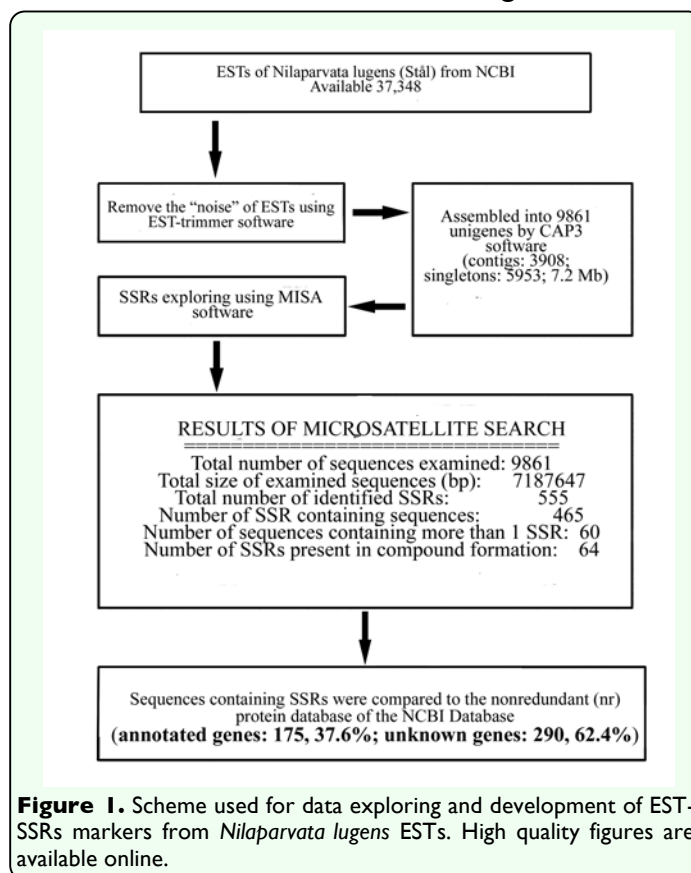 ESTs of Nilaparvata lugens (Stål) from NCBI
Available 37,348
Remove the "noise" of ESTs using
EST-trimmer software
Assembled into 9861
unigenes by CAP3
software
(contigs: 3908;
singletons: 5953; 7.2 Mb)
SSRs exploring using MISA
software
RESULTS OF MICROSATELLITE SEARCH
================================
Total number of sequences examined: 9861
Total size of examined sequences (bp): 7187647
Total number of identified SSRs: 555
Number of SSR containing sequences: 465
Number of sequences containing more than 1 SSR: 60
Number of SSRs present in compound formation: 64
Sequences containing SSRs were compared to the nonredundant (nr)
protein database of the NCBI Database
(annotated genes: 175, 37.6%; unknown genes: 290, 62.4%)
Figure 1. Scheme used for data exploring and development of EST-
SSRs markers from Nilaparvata lugens ESTs. High quality figures are
available online.